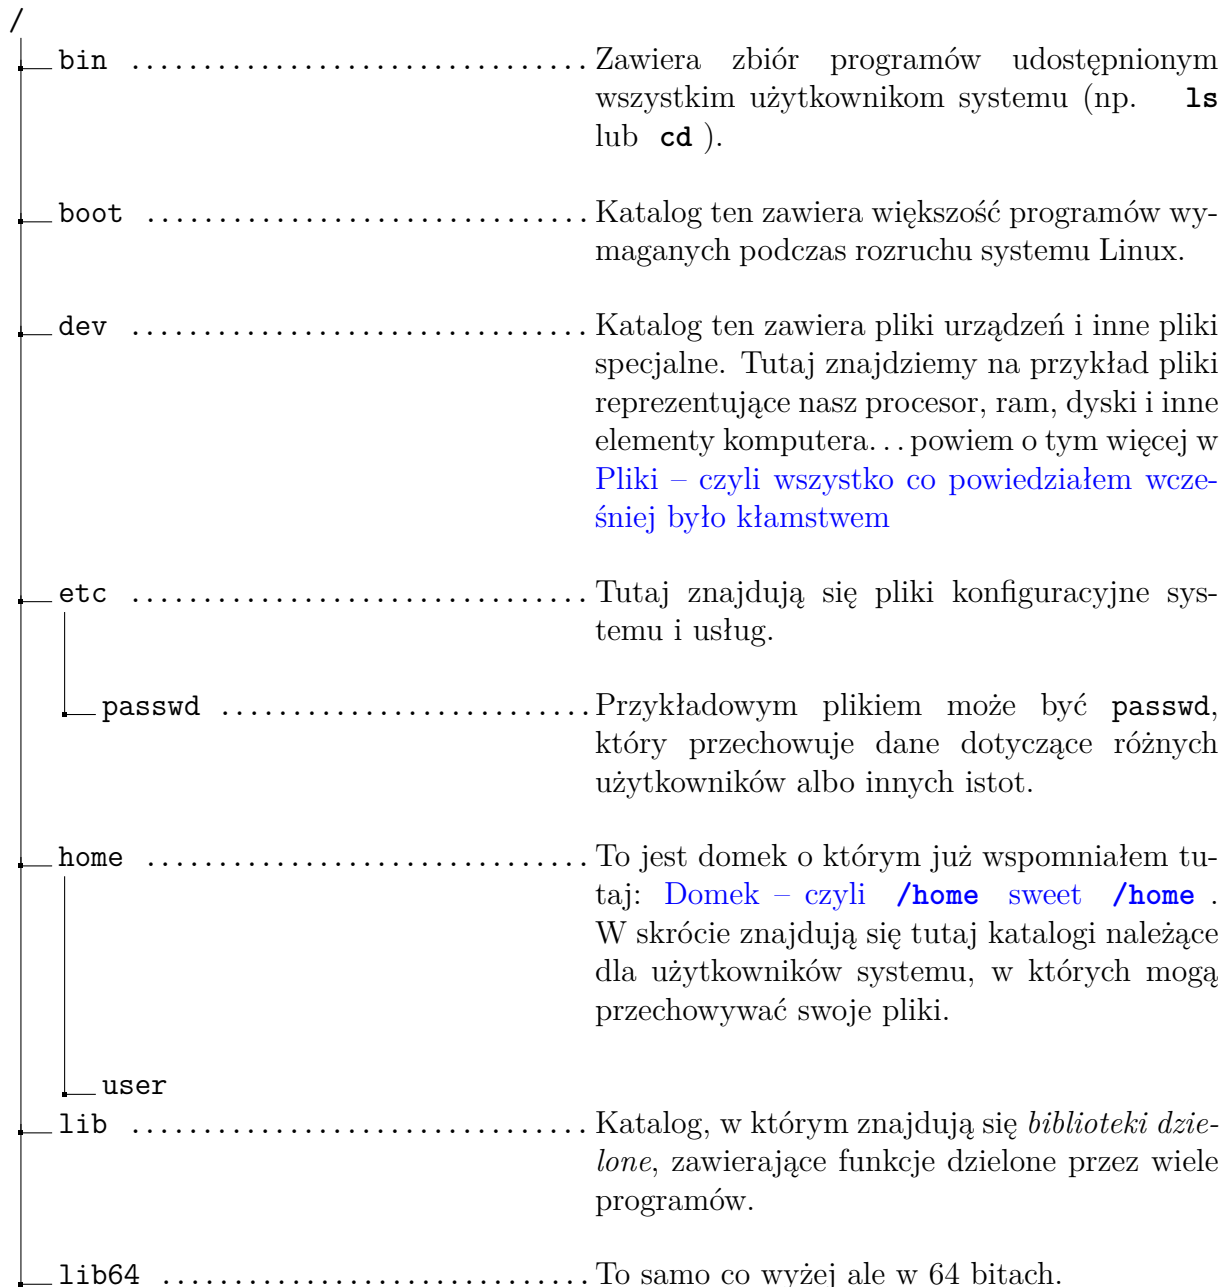 /
bin ................................ Zawiera zbiór programów udostępnionym
wszystkim użytkownikom systemu (np. ls
lub cd ).
boot ............................... Katalog ten zawiera większość programów wy-
maganych podczas rozruchu systemu Linux.
dev ................................ Katalog ten zawiera pliki urządzeń i inne pliki
specjalne. Tutaj znajdziemy na przykład pliki
reprezentujące nasz procesor, ram, dyski i inne
elementy komputera... powiem o tym więcej w
Pliki – czyli wszystko co powiedziałem wcze-
śniej było kłamstwem
etc ................................ Tutaj znajdują się pliki konfiguracyjne sys-
temu i usług.
passwd .......................... Przykładowym plikiem może być passwd,
który przechowuje dane dotyczące różnych
użytkowników albo innych istot.
home ............................... To jest domek o którym już wspomniałem tu-
taj: Domek – czyli /home sweet /home .
W skrócie znajdują się tutaj katalogi należące
dla użytkowników systemu, w których mogą
przechowywać swoje pliki.
user
lib ................................ Katalog, w którym znajdują się biblioteki dzie-
lone, zawierające funkcje dzielone przez wiele
programów.
lib64 .............................. To samo co wyżej ale w 64 bitach.